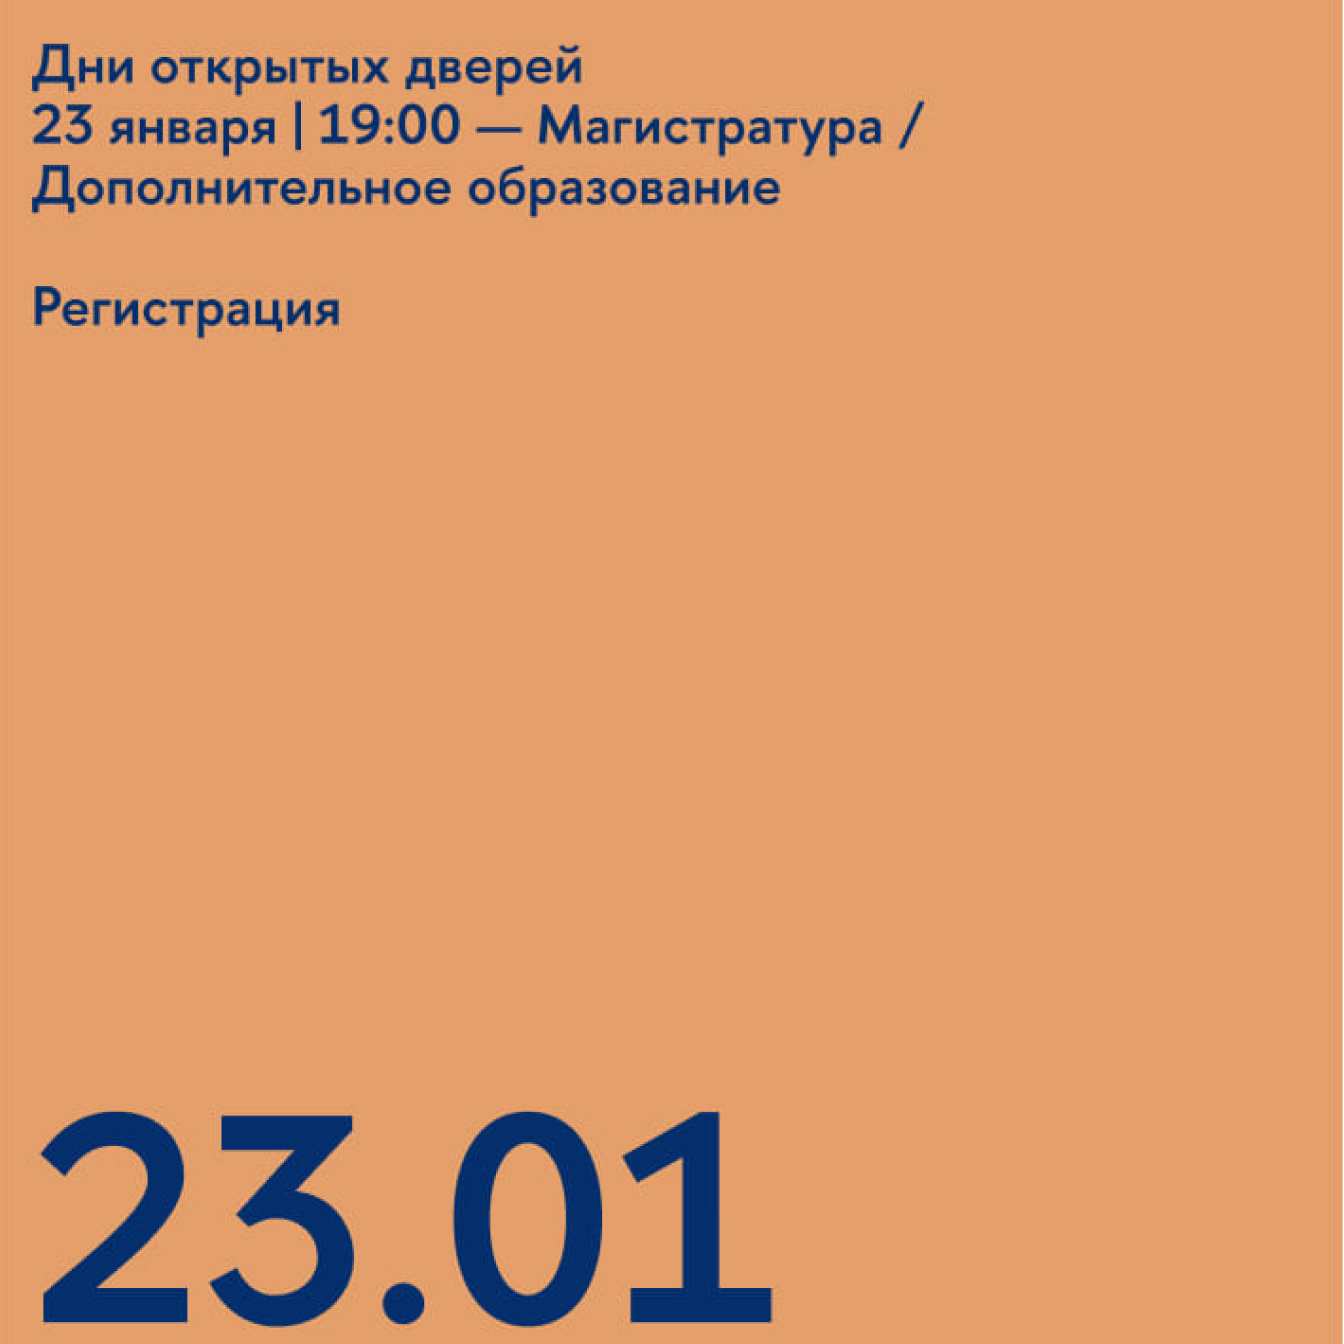 Дни открытых дверей
23 января | 19:00 — Магистратура /
Дополнительное образование
Регистрация
23.01